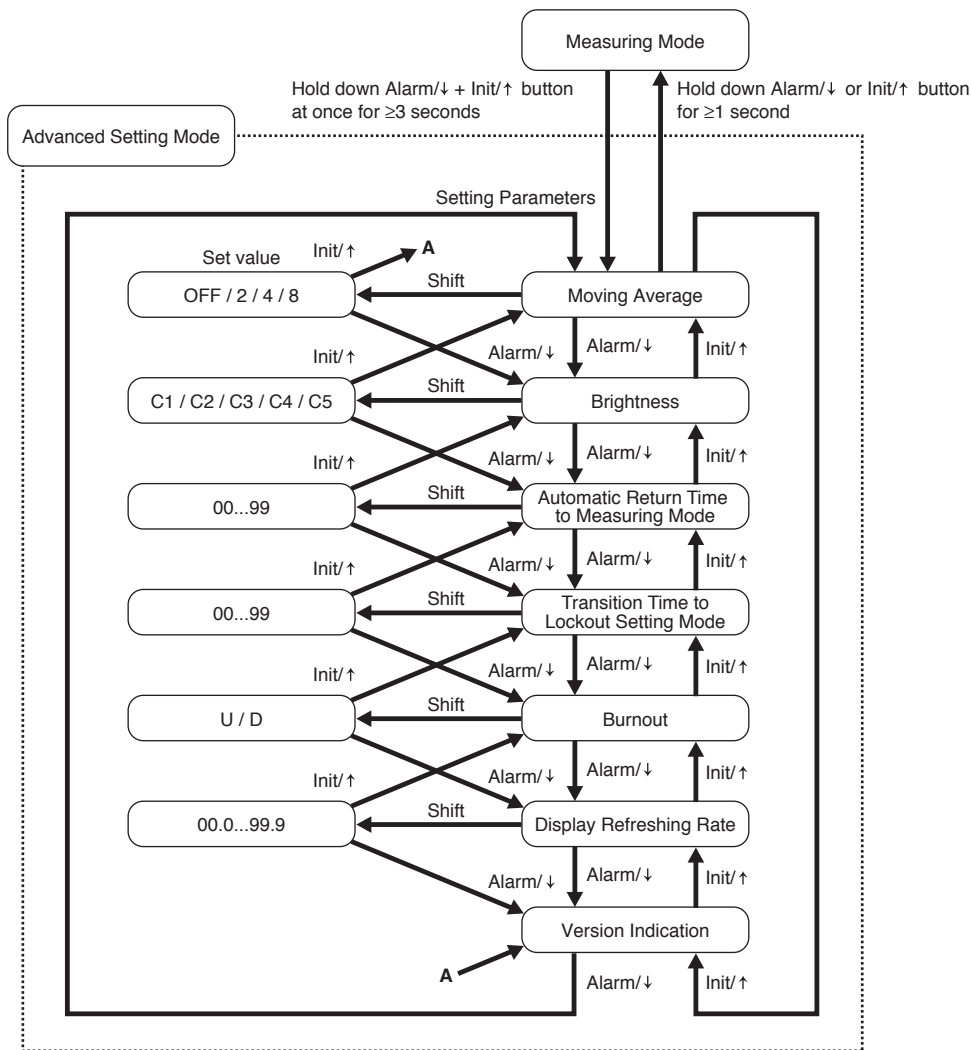 Measuring Mode
Hold down Alarm/↓ + Init/↑ button
at once for ≥3 seconds
Hold down Alarm/↓ or Init/↑ button
for ≥1 second
Advanced Setting Mode
Setting Parameters
Set value
Init/↑
A
OFF / 2 / 4 / 8
Shift
Moving Average
Init/↑
Alarm/↓
Alarm/↓
Init/↑
C1 / C2 / C3 / C4 / C5
Shift
Brightness
Init/↑
Alarm/↓
Alarm/↓
Init/↑
00...99
Shift
Automatic Return Time
to Measuring Mode
Init/↑
Alarm/↓
Alarm/↓
Init/↑
00...99
Shift
Transition Time to
Lockout Setting Mode
Init/↑
Alarm/↓
Alarm/↓
Init/↑
U / D
Shift
Burnout
Init/↑
Alarm/↓
Alarm/↓
Init/↑
00.0...99.9
Shift
Display Refreshing Rate
Alarm/↓
Alarm/↓
Init/↑
Version Indication
A
Alarm/↓
Init/↑